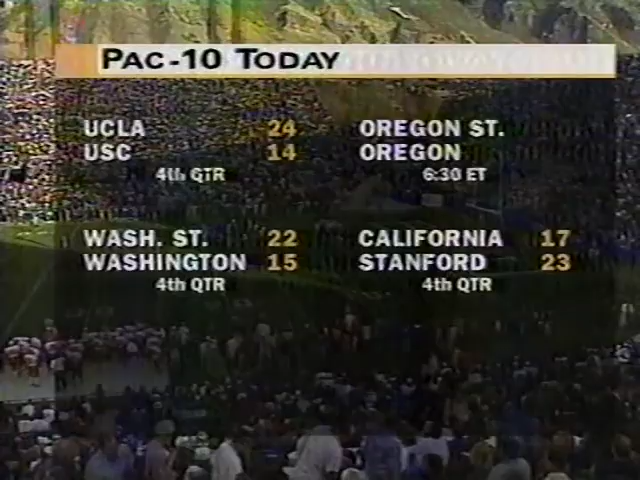 PAC-10 TODAY
UCLA 24
USC 14
4th QTR
OREGON ST.
OREGON
6:30 ET
WASH. ST. 22
WASHINGTON 15
4th QTR
CALIFORNIA 17
STANFORD 23
4th QTR